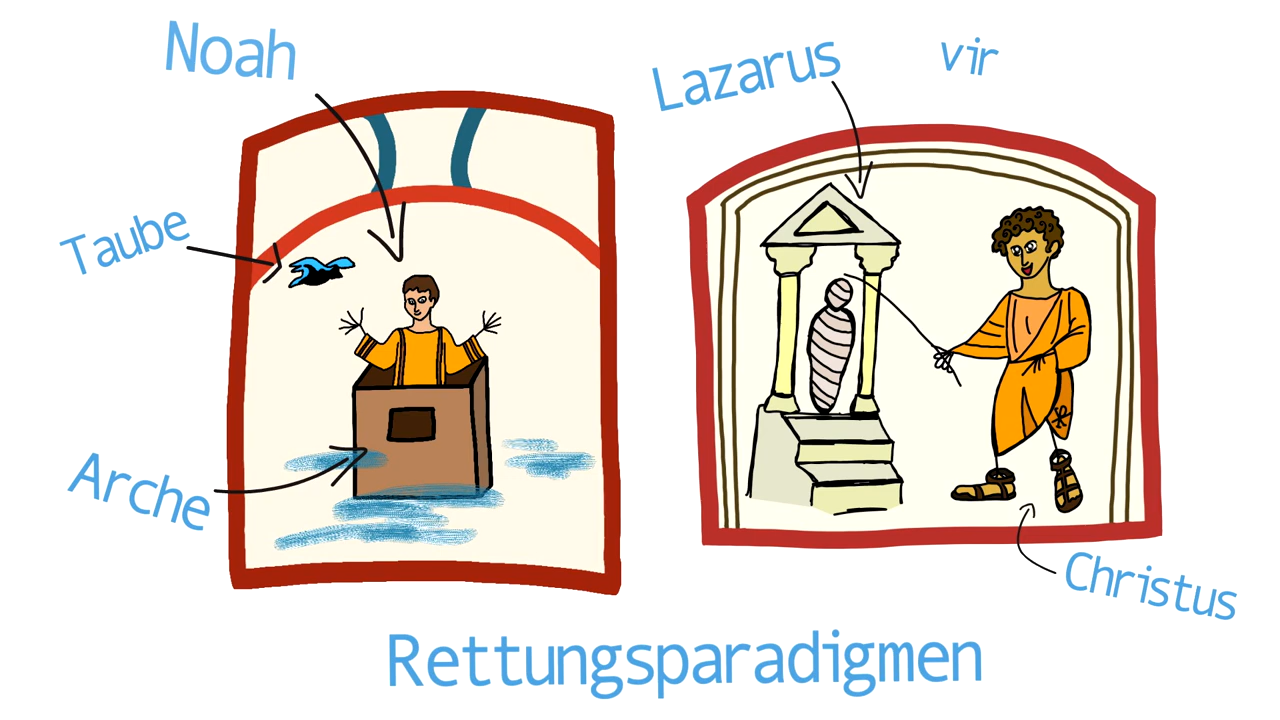 Noah
Lazarus
vir
Taube
Arche
Christus
Rettungsparadigmen